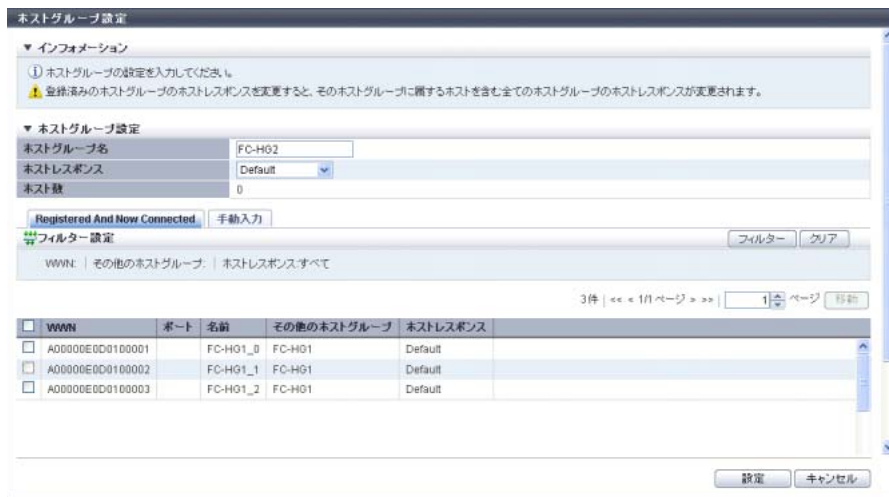 ホストグループ設定
▼ インフォメーション
ホストグループの設定を入力してください。
登録済みのホストグループのホストレスポンスを変更すると、そのホストグループに属するホストを含む全てのホストグループのホストレスポンスが変更されます。
▼ ホストグループ設定
ホストグループ名 FC-HG2
ホストレスポンス Default
ホスト数 0
Registered And Now Connected 手動入力
フィルター設定 フィルター クリア
WWN: | その他のホストグループ: | ホストレスポンス:すべて
3件 | << < 1/1 ページ > >> | 1 ページ 移動
WWN ポート 名前 その他のホストグループ ホストレスポンス
A00000E0D0100001 FC-HG1_0 FC-HG1 Default
A00000E0D0100002 FC-HG1_1 FC-HG1 Default
A00000E0D0100003 FC-HG1_2 FC-HG1 Default
設定 キャンセル